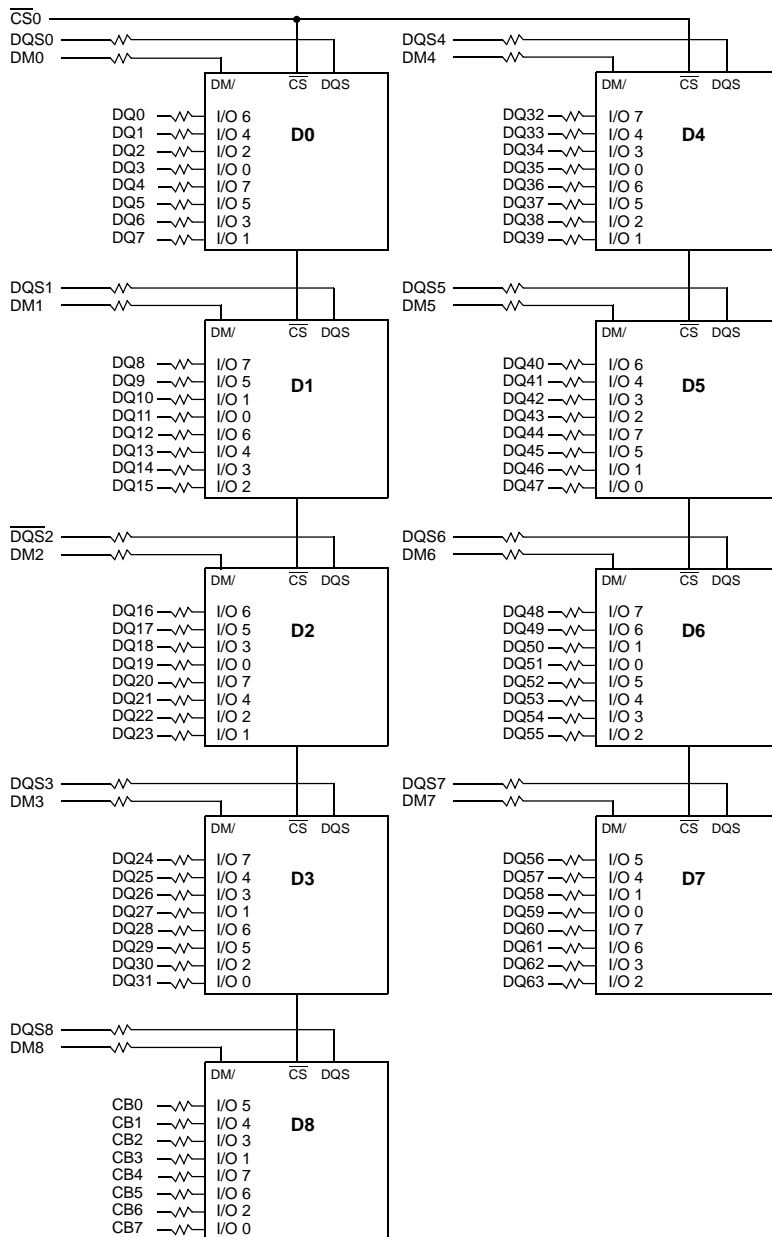 CS0
DQS0
DM0
DM/ CS DQS
D0
DQ0 I/O 6
DQ1 I/O 4
DQ2 I/O 2
DQ3 I/O 0
DQ4 I/O 7
DQ5 I/O 5
DQ6 I/O 3
DQ7 I/O 1
DQS1
DM1
DM/ CS DQS
D1
DQ8 I/O 7
DQ9 I/O 5
DQ10 I/O 1
DQ11 I/O 0
DQ12 I/O 6
DQ13 I/O 4
DQ14 I/O 3
DQ15 I/O 2
DQS2
DM2
DM/ CS DQS
D2
DQ16 I/O 6
DQ17 I/O 5
DQ18 I/O 3
DQ19 I/O 0
DQ20 I/O 7
DQ21 I/O 4
DQ22 I/O 2
DQ23 I/O 1
DQS3
DM3
DM/ CS DQS
D3
DQ24 I/O 7
DQ25 I/O 4
DQ26 I/O 3
DQ27 I/O 1
DQ28 I/O 6
DQ29 I/O 5
DQ30 I/O 2
DQ31 I/O 0
DQS8
DM8
DM/ CS DQS
D8
CB0 I/O 5
CB1 I/O 4
CB2 I/O 3
CB3 I/O 1
CB4 I/O 7
CB5 I/O 6
CB6 I/O 2
CB7 I/O 0
DQS4
DM4
DM/ CS DQS
D4
DQ32 I/O 7
DQ33 I/O 4
DQ34 I/O 3
DQ35 I/O 0
DQ36 I/O 6
DQ37 I/O 5
DQ38 I/O 2
DQ39 I/O 1
DQS5
DM5
DM/ CS DQS
D5
DQ40 I/O 6
DQ41 I/O 4
DQ42 I/O 3
DQ43 I/O 2
DQ44 I/O 7
DQ45 I/O 5
DQ46 I/O 1
DQ47 I/O 0
DQS6
DM6
DM/ CS DQS
D6
DQ48 I/O 7
DQ49 I/O 6
DQ50 I/O 1
DQ51 I/O 0
DQ52 I/O 5
DQ53 I/O 4
DQ54 I/O 3
DQ55 I/O 2
DQS7
DM7
DM/ CS DQS
D7
DQ56 I/O 5
DQ57 I/O 4
DQ58 I/O 1
DQ59 I/O 0
DQ60 I/O 7
DQ61 I/O 6
DQ62 I/O 3
DQ63 I/O 2